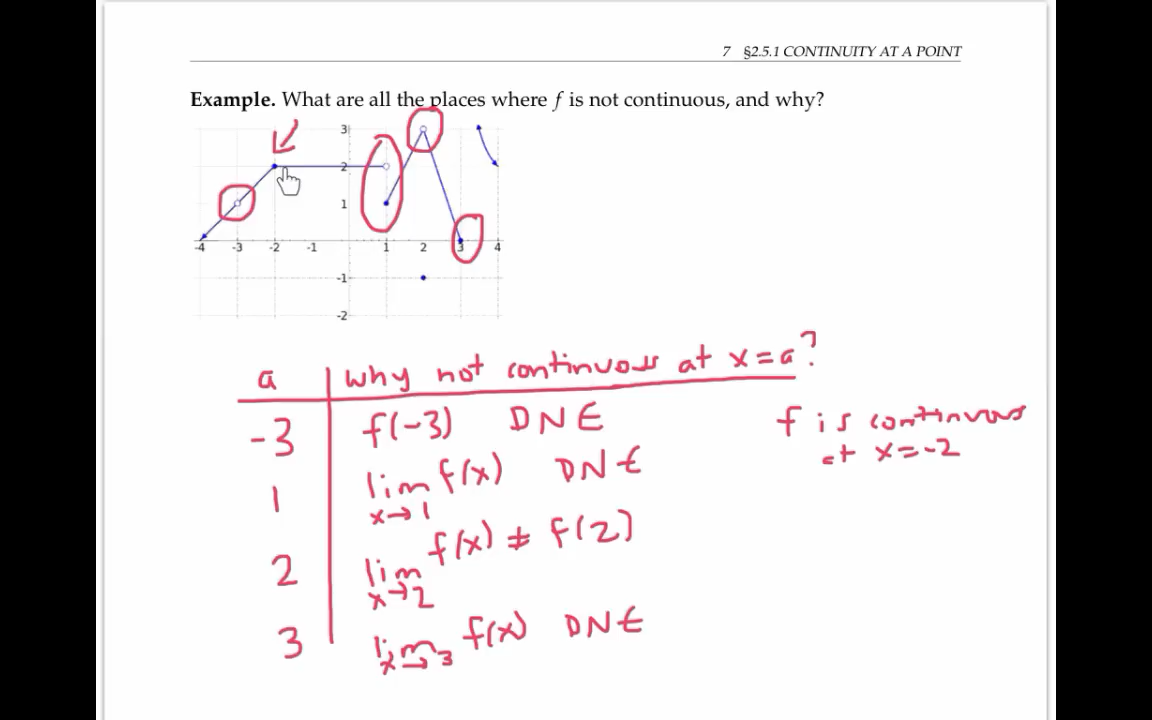 7 §2.5.1 CONTINUITY AT A POINT
Example. What are all the places where f is not continuous, and why?
3
2
1
-4 -3 -2 -1 1 2 3 4
-1
-2
a why not continuous at x=a?
-3 f(-3) DNE
1 lim x→1 f(x) DNE
2 lim x→2 f(x) ≠ f(2)
3 lim x→3 f(x) DNE
f is continuous
at x=-2